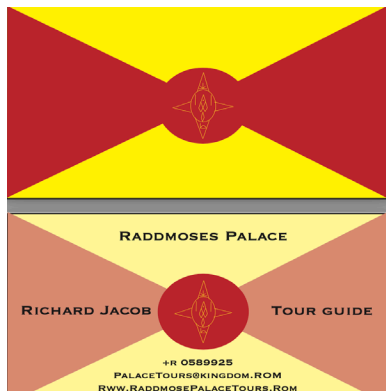 Raddmoses Palace
Richard Jacob
Tour guide
+r 0589925
PalaceTours@kingdom.ROM
Rww.RaddmosePalaceTours.Rom